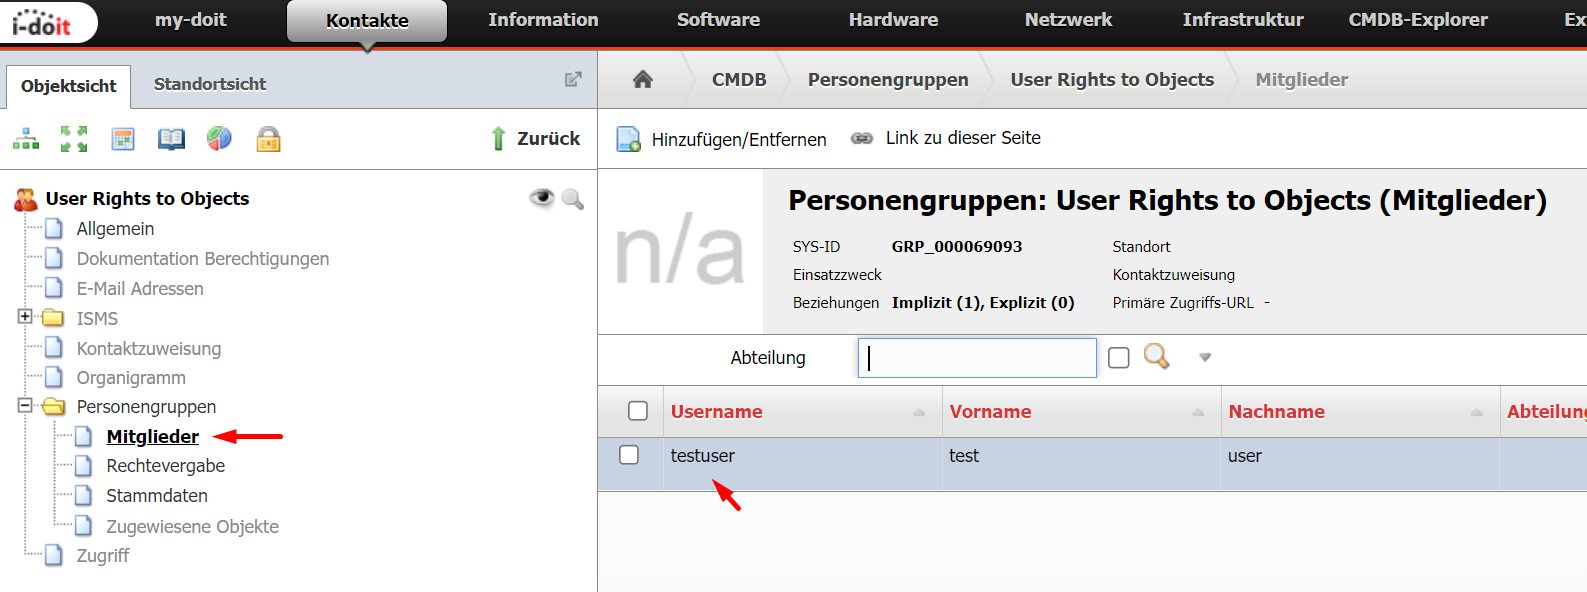 i-doit my-doit Kontakte Information Software Hardware Netzwerk Infrastruktur CMDB-Explorer Ex
Objektsicht Standortsicht
CMDB Personengruppen User Rights to Objects Mitglieder
Zurück
Hinzufügen/Entfernen Link zu dieser Seite
User Rights to Objects
Allgemein
Dokumentation Berechtigungen
E-Mail Adressen
ISMS
Kontaktzuweisung
Organigramm
Personengruppen
Mitglieder
Rechtevergabe
Stammdaten
Zugewiesene Objekte
Zugriff
n/a
Personengruppen: User Rights to Objects (Mitglieder)
SYS-ID GRP_000069093 Standort
Einsatzzweck Kontaktzuweisung
Beziehungen Implizit (1), Explizit (0) Primäre Zugriffs-URL -
Abteilung
Username Vorname Nachname Abteilung
testuser test user